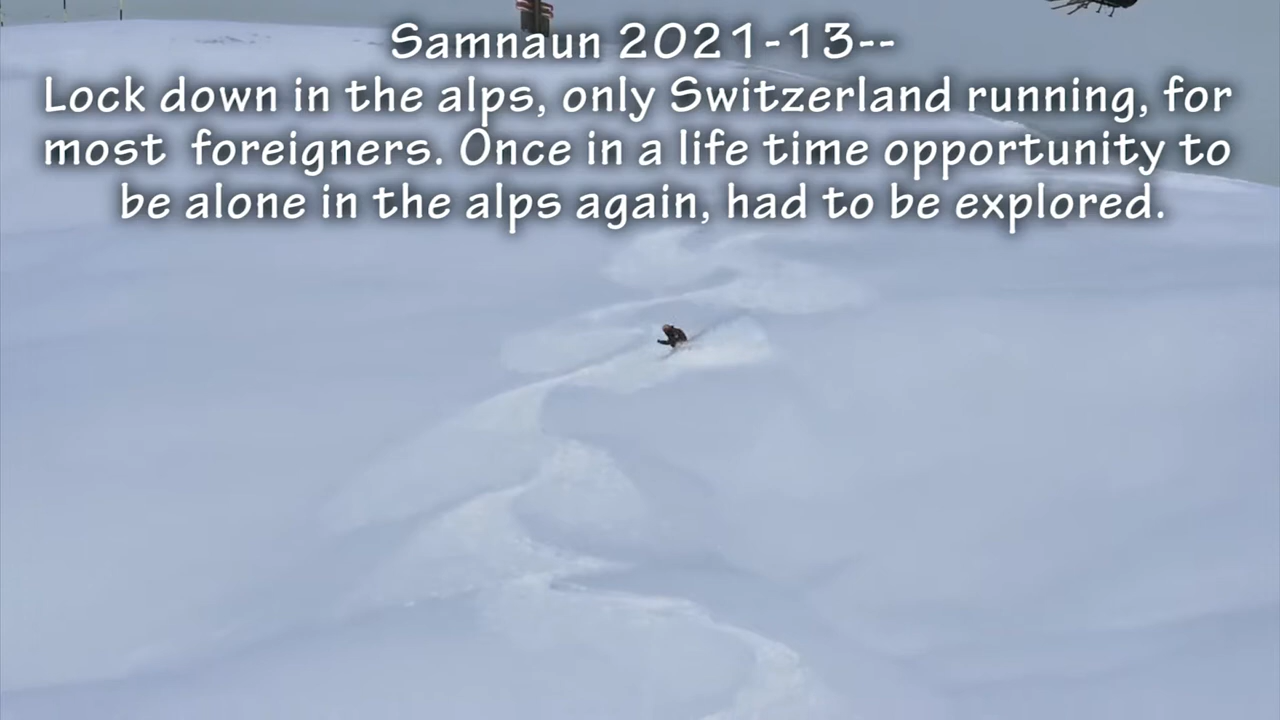 Samnaun 2021-13--
Lock down in the alps, only Switzerland running, for
most  foreigners. Once in a life time opportunity to
be alone in the alps again, had to be explored.